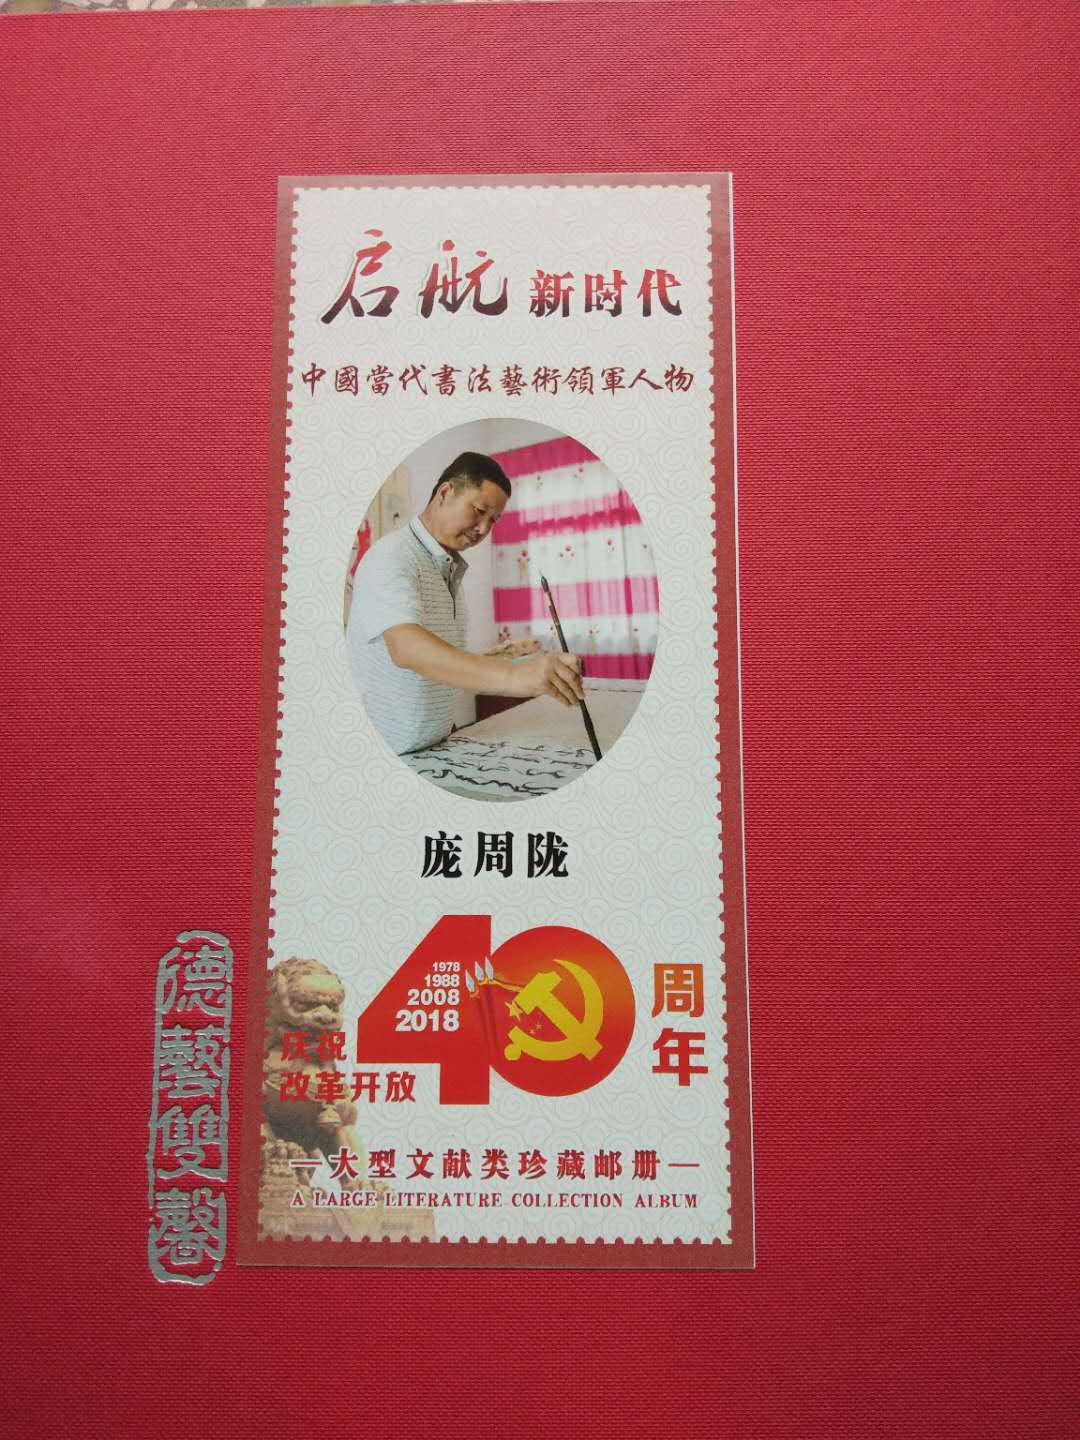 启航 新时代
中國當代書法藝術領軍人物
庞周陇
1978
1988
2008
2018
40
周年
庆祝
改革开放
—大型文献类珍藏邮册—
A LARGE LITERATURE COLLECTION ALBUM
德藝雙馨